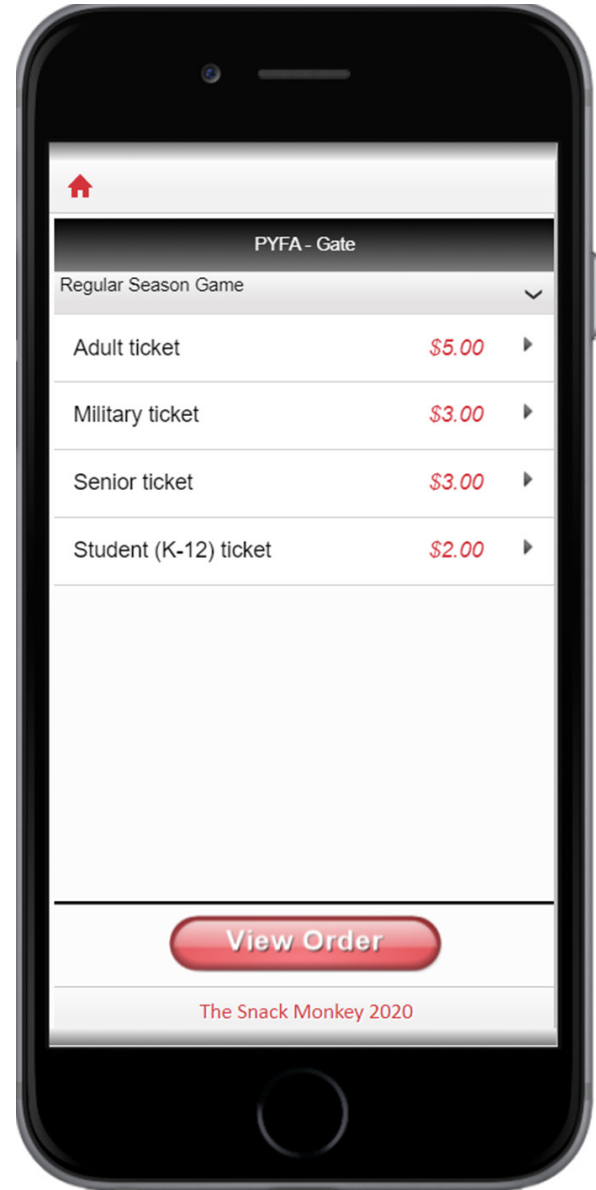 PYFA - Gate
Regular Season Game
Adult ticket $5.00
Military ticket $3.00
Senior ticket $3.00
Student (K-12) ticket $2.00
View Order
The Snack Monkey 2020